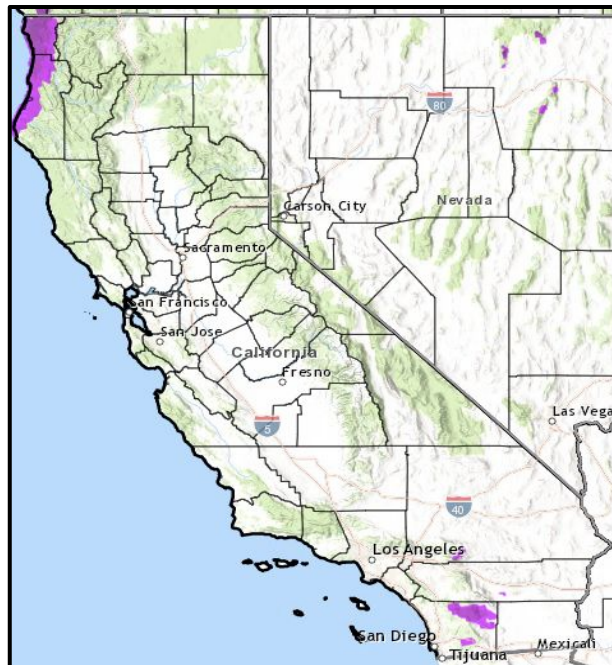 80
Nevada
Carson City
Sacramento
San Francisco
San Jose
California
Fresno
5
Las Vega
40
Los Angeles
San Diego
Mexicali
Tijuana